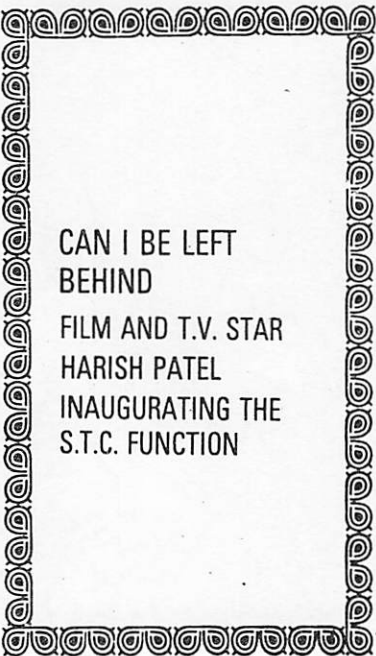 CAN I BE LEFT
BEHIND
FILM AND T.V. STAR
HARISH PATEL
INAUGURATING THE
S.T.C. FUNCTION